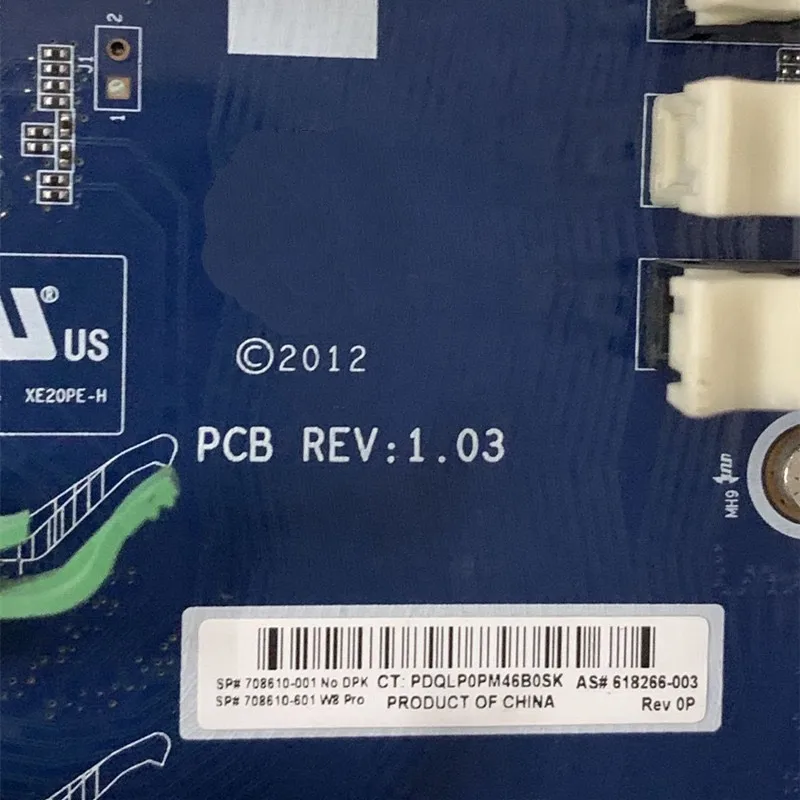 2
J1
1
®
US
XE20PE-H
©2012
PCB REV:1.03
MH9
SP# 708610-001 No DPK CT: PDQLP0PM46B0SK AS# 618266-003
SP# 708610-601 W8 Pro PRODUCT OF CHINA Rev 0P